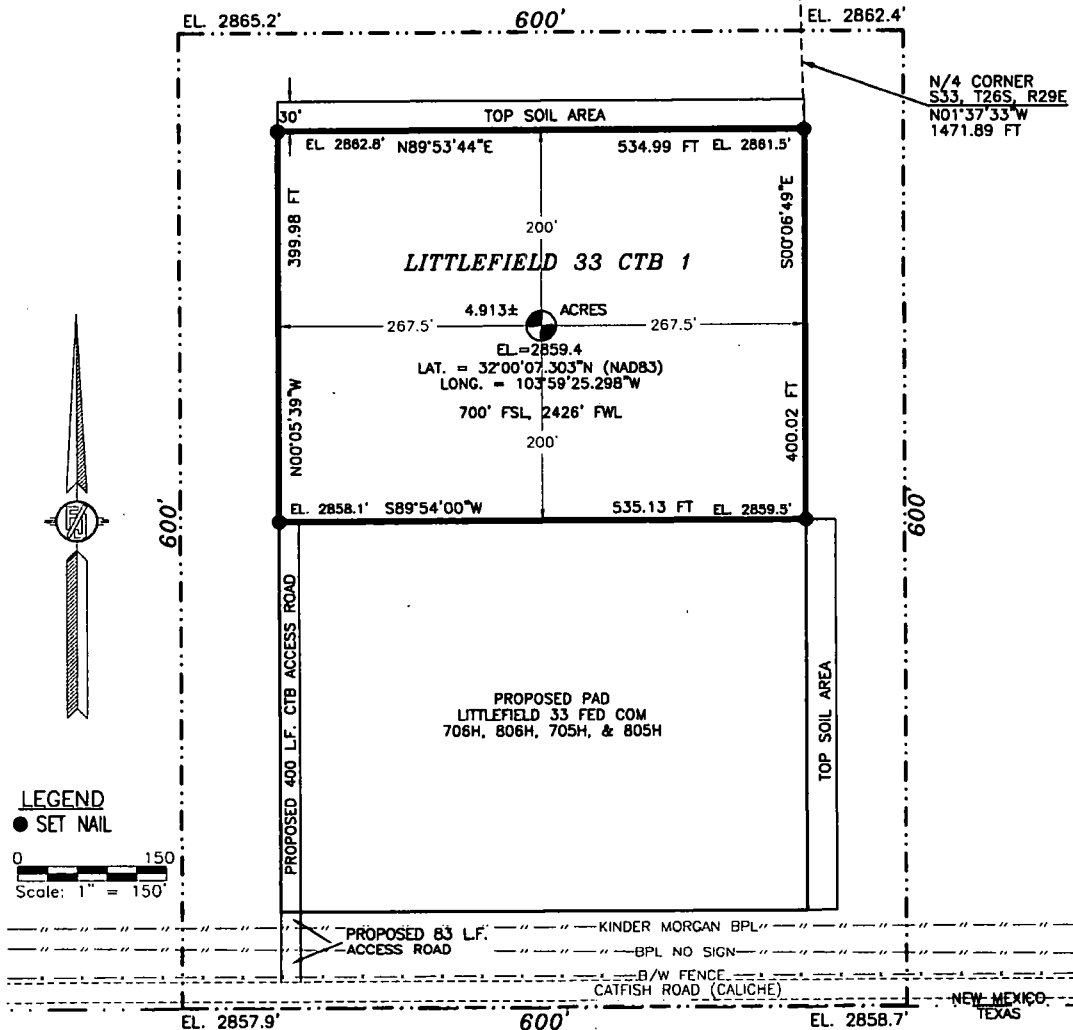 EL. 2865.2' 600' EL. 2862.4'
N/4 CORNER
S33, T26S, R29E
N01°37'33"W
1471.89 FT
30' TOP SOIL AREA
EL. 2862.8' N89°53'44"E 534.99 FT EL. 2861.5'
399.98 FT
N00°05'39"W
S00°06'49"E
400.02 FT
200'
LITTLEFIELD 33 CTB 1
4.913± ACRES
267.5' 267.5'
EL.=2859.4
LAT. = 32°00'07.303"N (NAD83)
LONG. = 103°59'25.298"W
700' FSL, 2426' FWL
200'
EL. 2858.1' S89°54'00"W 535.13 FT EL. 2859.5'
600'
600'
PROPOSED 400 L.F. CTB ACCESS ROAD
PROPOSED PAD
LITTLEFIELD 33 FED COM
706H, 806H, 705H, & 805H
TOP SOIL AREA
LEGEND
SET NAIL
0 150
Scale: 1" = 150'
PROPOSED 83 L.F.
ACCESS ROAD
KINDER MORGAN BPL
BPL NO SIGN
B/W FENCE
CATFISH ROAD (CALICHE)
NEW MEXICO
TEXAS
EL. 2857.9' 600' EL. 2858.7'